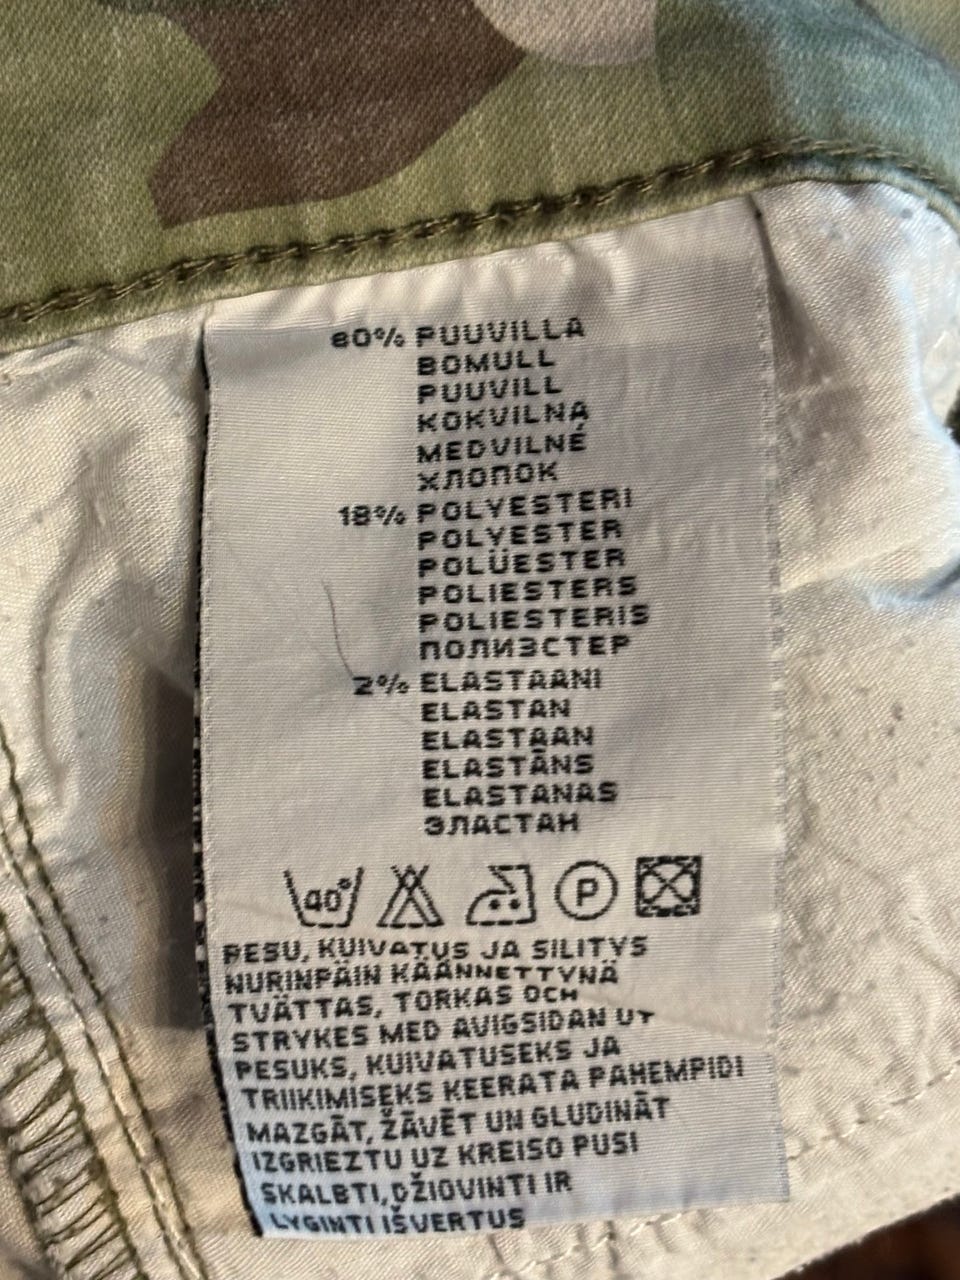 80% PUUVILLA
BOMULL
PUUVILL
KOKVILNA
MEDVILNÉ
ХЛОПОК
18% POLYESTERI
POLYESTER
POLÜESTER
POLIESTERS
POLIESTERIS
ПОЛИЭСТЕР
2% ELASTAANI
ELASTAN
ELASTAAN
ELASTĀNS
ELASTANAS
ЭЛАСТАН
40° P
PESU, KUIVATUS JA SILITYS
NURINPÄIN KÄÄNNETTYNÄ
TVÄTTAS, TORKAS OCH
STRYKES MED AVIGSIDAN UT
PESUKS, KUIVATUSEKS JA
TRIIKIMISEKS KEERATA PAHEMPIDI
MAZGĀT, ŽĀVĒT UN GLUDINĀT
IZGRIEZTU UZ KREISO PUSI
SKALBTI, DŽIOVINTI IR
LYGINTI IŠVERTUS